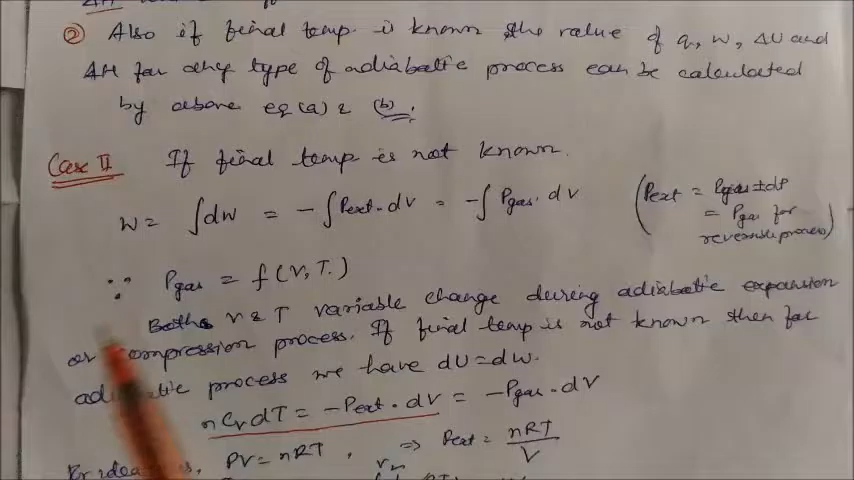 ② Also if final temp. is known the value of q, w, ΔU and
ΔH for any type of adiabatic process can be calculated
by above eq (a) & (b).
Case II If final temp is not known.
W = ∫dW = -∫Pext. dV = -∫Pgas. dV (Pext = Pgas ± dP
= Pgas for
reversible process)
∵ Pgas = f(V, T.)
Both V & T variable change during adiabatic expansion
or compression process. If final temp is not known then for
adiabatic process we have dU = dW.
nCvdT = -Pext. dV = -Pgas. dV
PV = nRT, ⇒ Pext = nRT/V